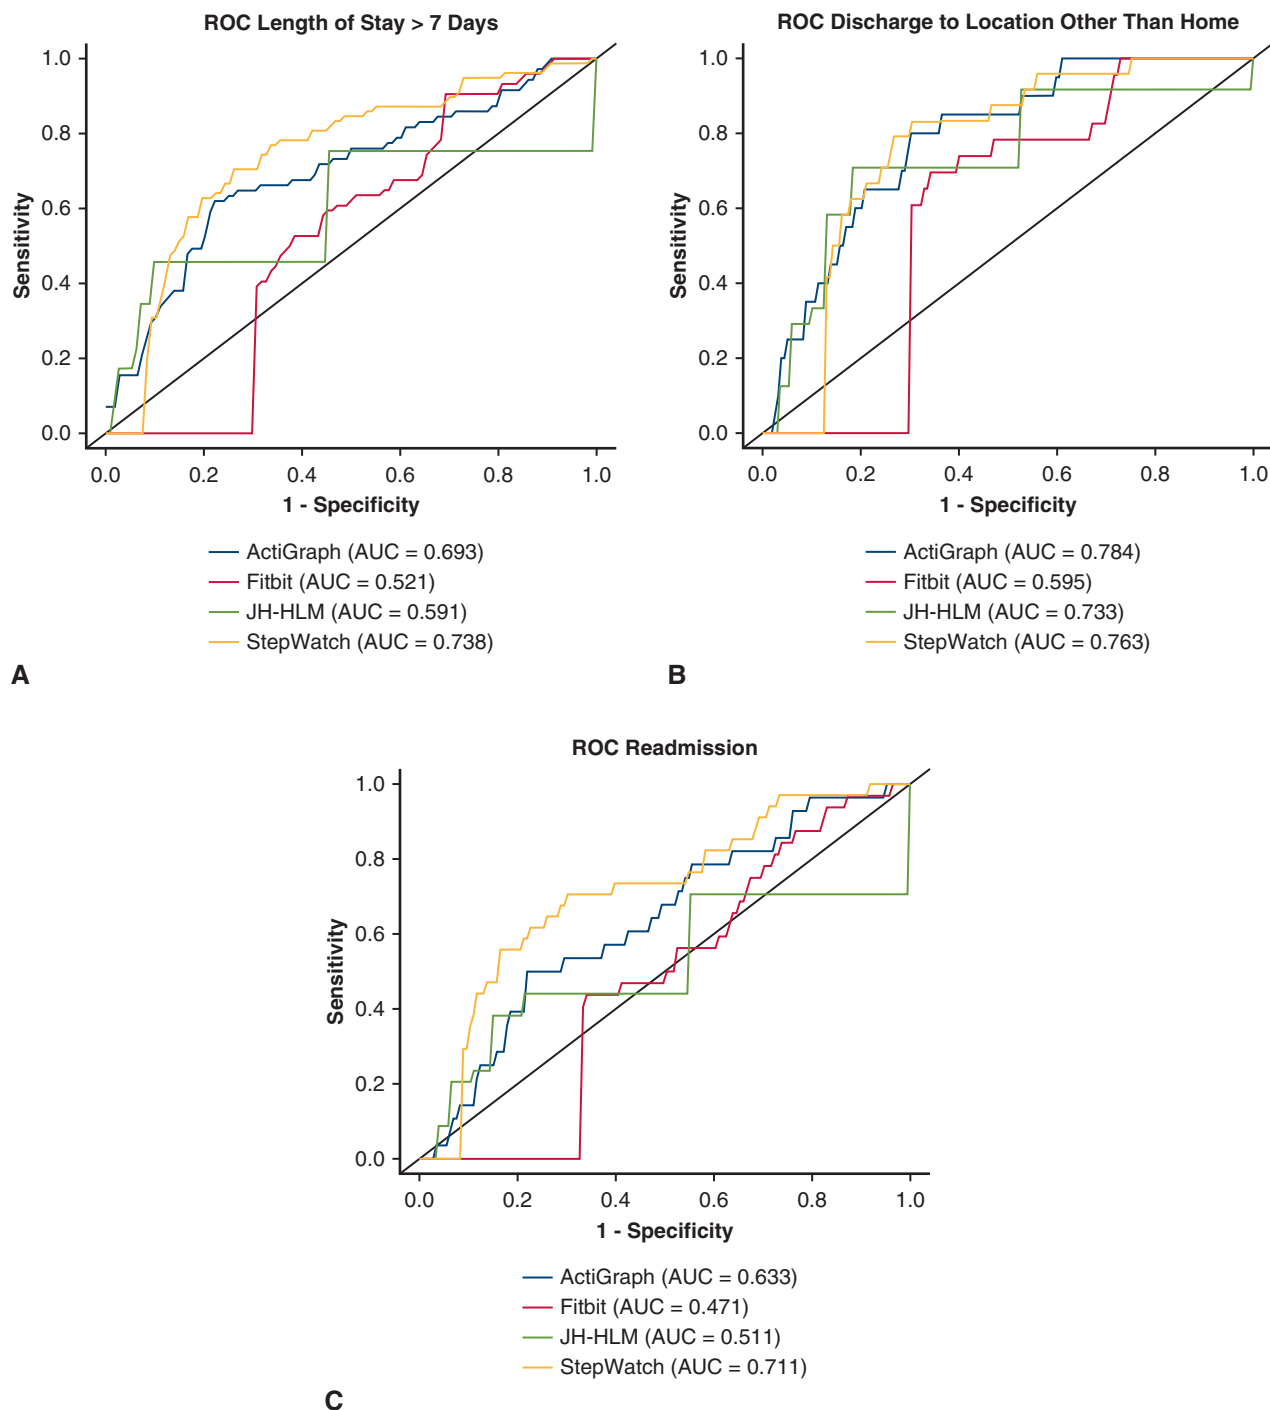 ROC Length of Stay > 7 Days
1.0
0.8
0.6
0.4
0.2
0.0
Sensitivity
0.0 0.2 0.4 0.6 0.8 1.0
1 - Specificity
ActiGraph (AUC = 0.693)
Fitbit (AUC = 0.521)
JH-HLM (AUC = 0.591)
StepWatch (AUC = 0.738)
A
ROC Discharge to Location Other Than Home
1.0
0.8
0.6
0.4
0.2
0.0
Sensitivity
0.0 0.2 0.4 0.6 0.8 1.0
1 - Specificity
ActiGraph (AUC = 0.784)
Fitbit (AUC = 0.595)
JH-HLM (AUC = 0.733)
StepWatch (AUC = 0.763)
B
ROC Readmission
1.0
0.8
0.6
0.4
0.2
0.0
Sensitivity
0.0 0.2 0.4 0.6 0.8 1.0
1 - Specificity
ActiGraph (AUC = 0.633)
Fitbit (AUC = 0.471)
JH-HLM (AUC = 0.511)
StepWatch (AUC = 0.711)
C